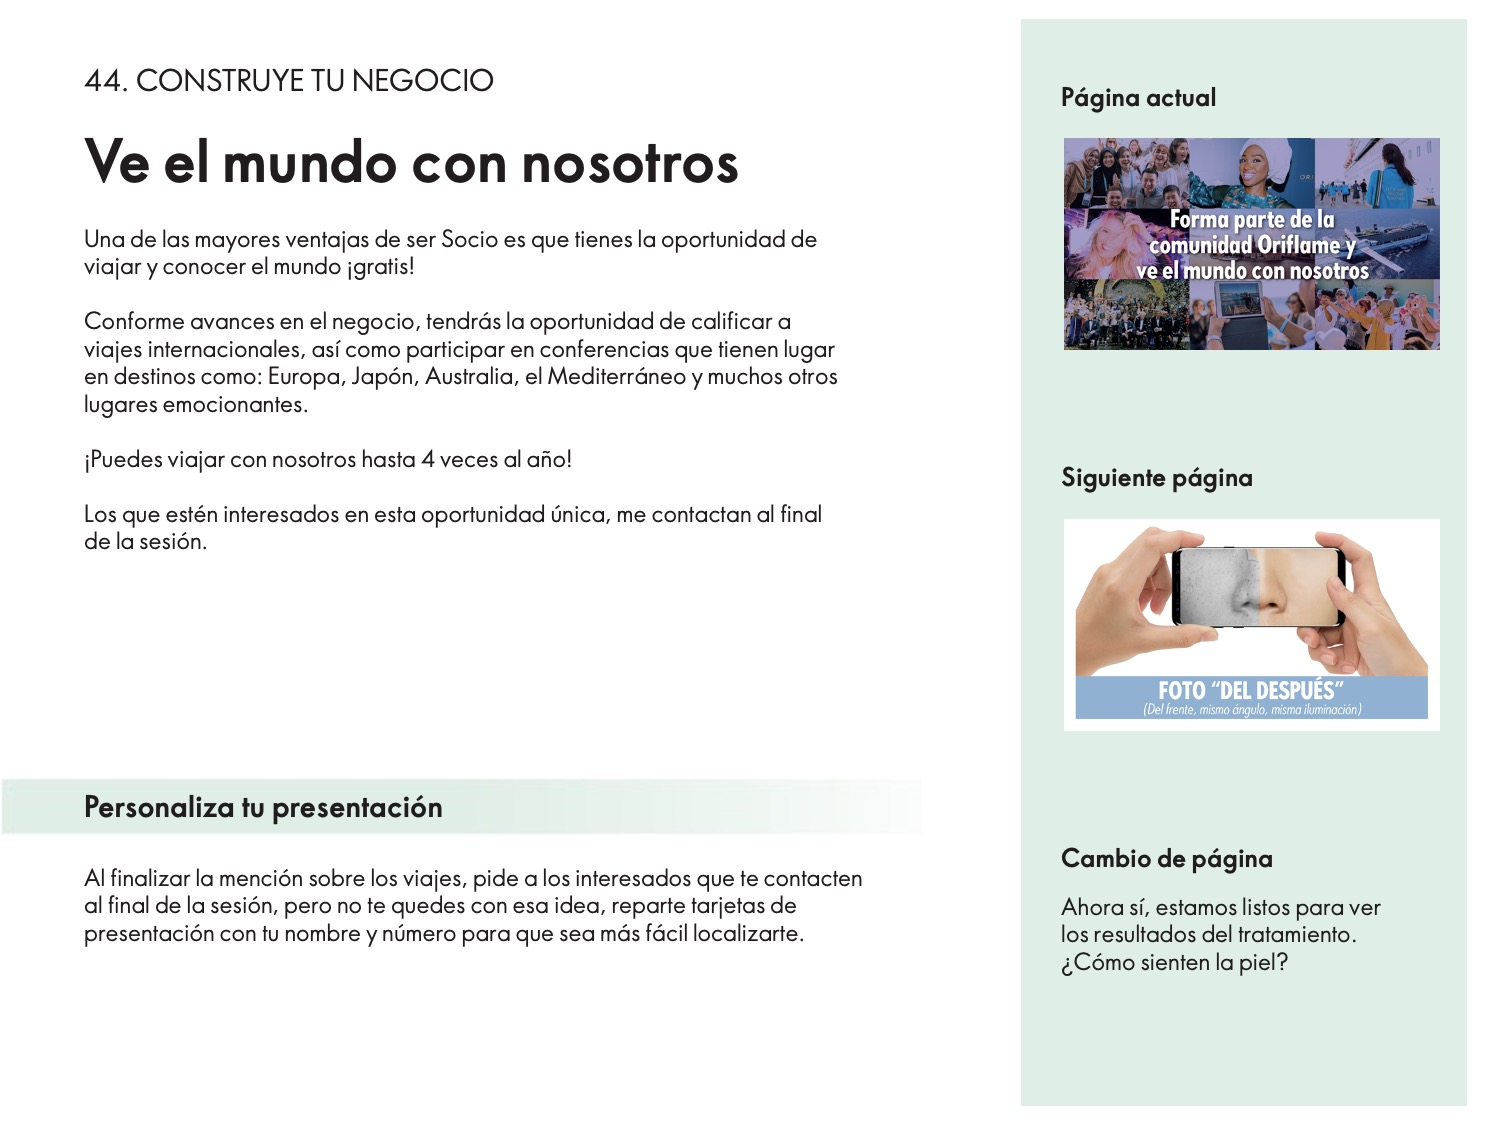 44. CONSTRUYE TU NEGOCIO
Ve el mundo con nosotros
Una de las mayores ventajas de ser Socio es que tienes la oportunidad de
viajar y conocer el mundo ¡gratis!
Conforme avances en el negocio, tendrás la oportunidad de calificar a
viajes internacionales, así como participar en conferencias que tienen lugar
en destinos como: Europa, Japón, Australia, el Mediterráneo y muchos otros
lugares emocionantes.
¡Puedes viajar con nosotros hasta 4 veces al año!
Los que estén interesados en esta oportunidad única, me contactan al final
de la sesión.
Personaliza tu presentación
Al finalizar la mención sobre los viajes, pide a los interesados que te contacten
al final de la sesión, pero no te quedes con esa idea, reparte tarjetas de
presentación con tu nombre y número para que sea más fácil localizarte.
Página actual
ORI
Forma parte de la
comunidad Oriflame y
ve el mundo con nosotros
Siguiente página
FOTO “DEL DESPUÉS”
(Del frente, mismo ángulo, misma iluminación)
Cambio de página
Ahora sí, estamos listos para ver
los resultados del tratamiento.
¿Cómo sienten la piel?